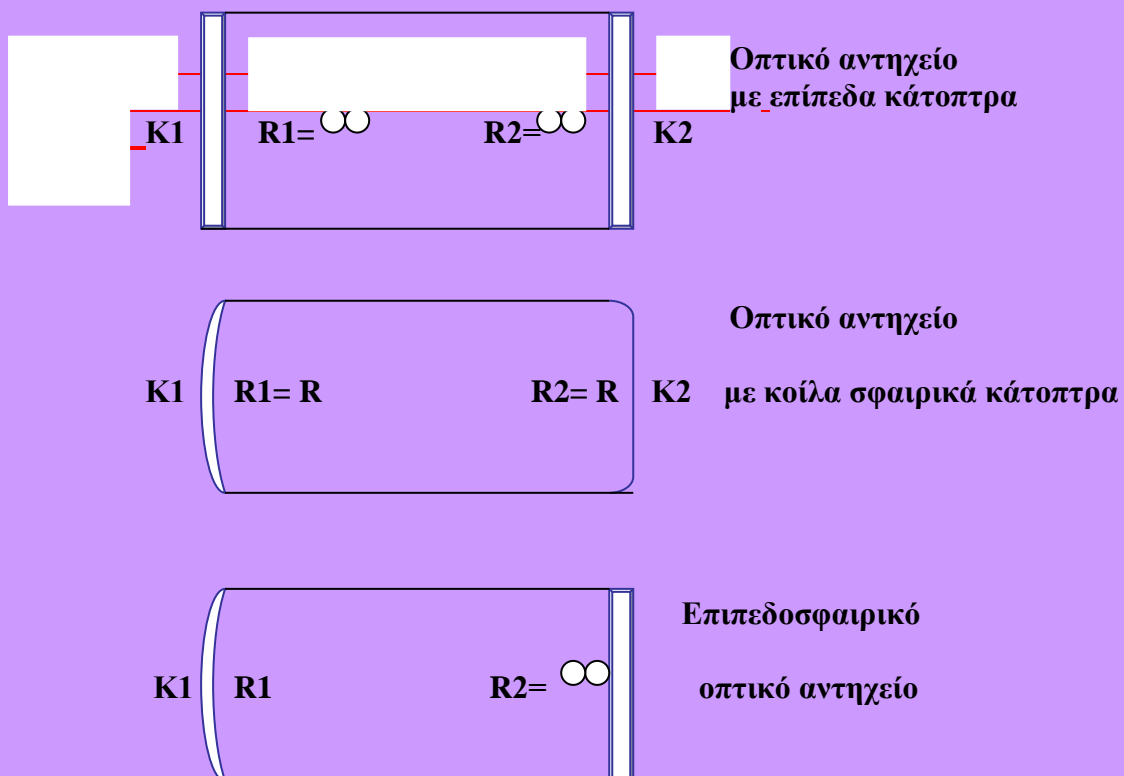 Οπτικό αντηχείο
με επίπεδα κάτοπτρα
K1 R1= R2= K2
Οπτικό αντηχείο
K1 R1= R R2= R K2 με κοίλα σφαιρικά κάτοπτρα
Επιπεδοσφαιρικό
K1 R1 R2= οπτικό αντηχείο